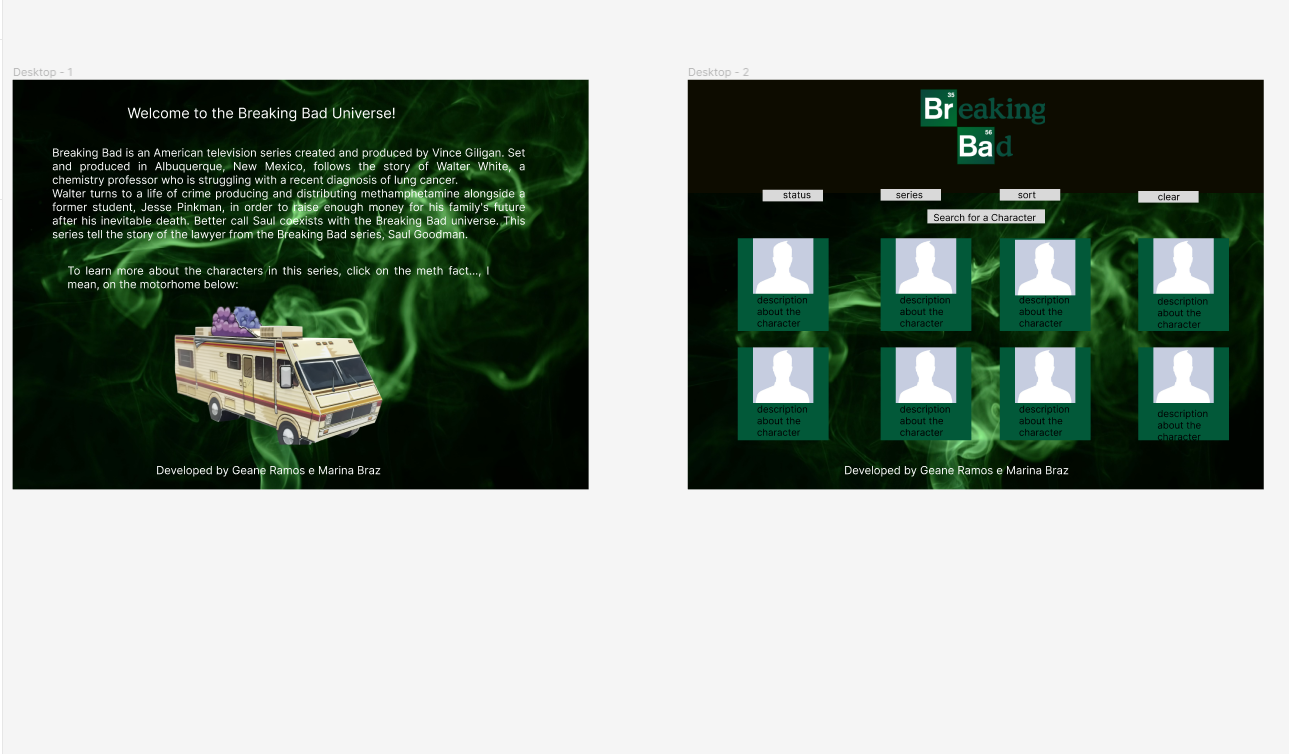 Desktop - 1
Welcome to the Breaking Bad Universe!
Breaking Bad is an American television series created and produced by Vince Giligan. Set
and produced in Albuquerque, New Mexico, follows the story of Walter White, a
chemistry professor who is struggling with a recent diagnosis of lung cancer.
Walter turns to a life of crime producing and distributing methamphetamine alongside a
former student, Jesse Pinkman, in order to raise enough money for his family's future
after his inevitable death. Better call Saul coexists with the Breaking Bad universe. This
series tell the story of the lawyer from the Breaking Bad series, Saul Goodman.
To learn more about the characters in this series, click on the meth fact..., I
mean, on the motorhome below:
Developed by Geane Ramos e Marina Braz
Desktop - 2
35
Breaking
56
Bad
status series sort clear
Search for a Character
description description description description
about the about the about the about the
character character character character
description description description description
about the about the about the about the
character character character character
Developed by Geane Ramos e Marina Braz